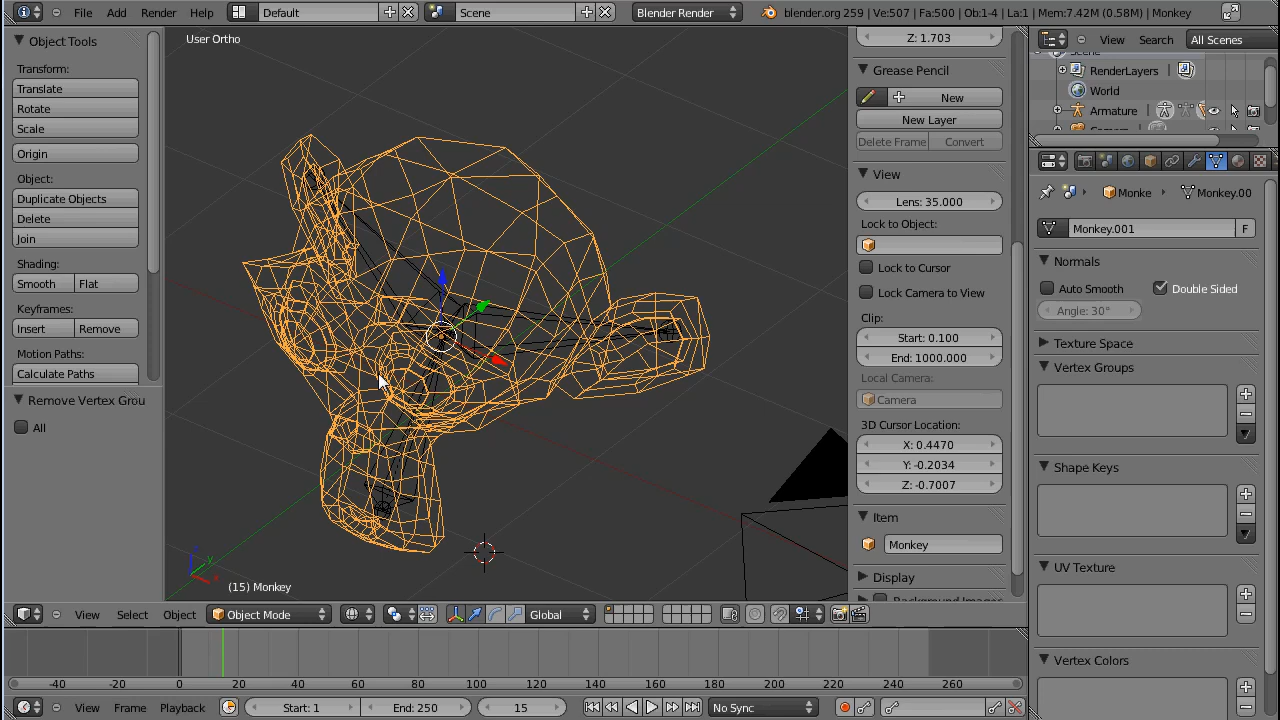 File Add Render Help Default Scene Blender Render blender.org 259 | Ve:507 | Fa:500 | Ob:1-4 | La:1 | Mem:7.42M (0.58M) | Monkey
Object Tools
Transform:
Translate
Rotate
Scale
Origin
Object:
Duplicate Objects
Delete
Join
Shading:
Smooth Flat
Keyframes:
Insert Remove
Motion Paths:
Calculate Paths
Remove Vertex Grou
All
User Ortho
z
y
x
(15) Monkey
Z: 1.703
Grease Pencil
New
New Layer
Delete Frame Convert
View
Lens: 35.000
Lock to Object:
Lock to Cursor
Lock Camera to View
Clip:
Start: 0.100
End: 1000.000
Local Camera:
Camera
3D Cursor Location:
X: 0.4470
Y: -0.2034
Z: -0.7007
Item
Monkey
Display
Background Images
View Search All Scenes
Scene
RenderLayers
World
Armature
Camera
Monke Monkey.00
Monkey.001 F
Normals
Auto Smooth Double Sided
Angle: 30°
Texture Space
Vertex Groups
Shape Keys
UV Texture
Vertex Colors
View Select Object Object Mode Global
-40 -20 0 20 40 60 80 100 120 140 160 180 200 220 240 260
View Frame Playback Start: 1 End: 250 15 No Sync